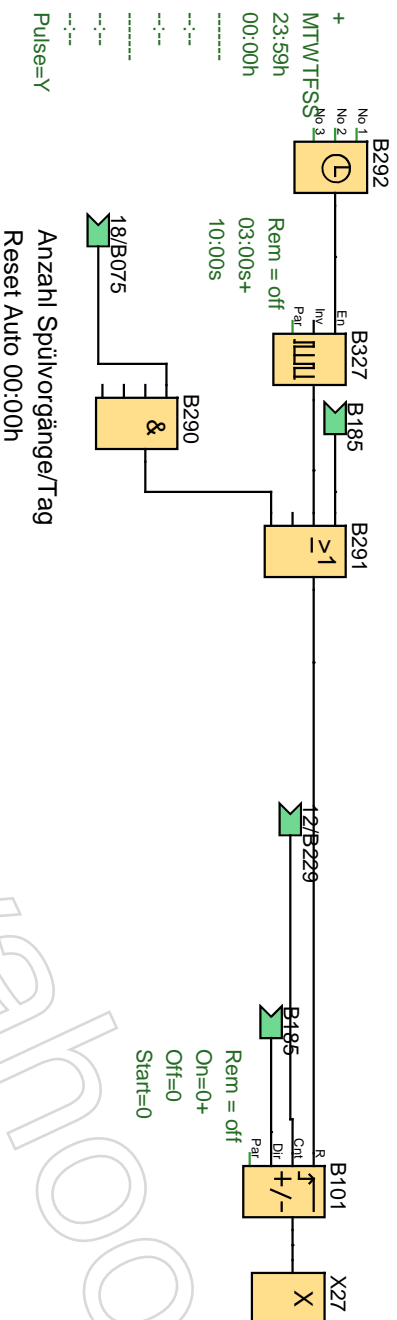 +
MTWTFSS
23:59h
00:00h
-------
--:--
--:--
-------
--:--
--:--
Pulse=Y
No 1
No 2
No 3
B292
Rem = off
03:00s+
10:00s
En
Inv
Par
B327
B185
18/B075
&
B290
Anzahl Spülvorgänge/Tag
Reset Auto 00:00h
≥1
B291
12/B229
B185
Rem = off
On=0+
Off=0
Start=0
R
Cnt
Dir
Par
+/-
B101
X
X27